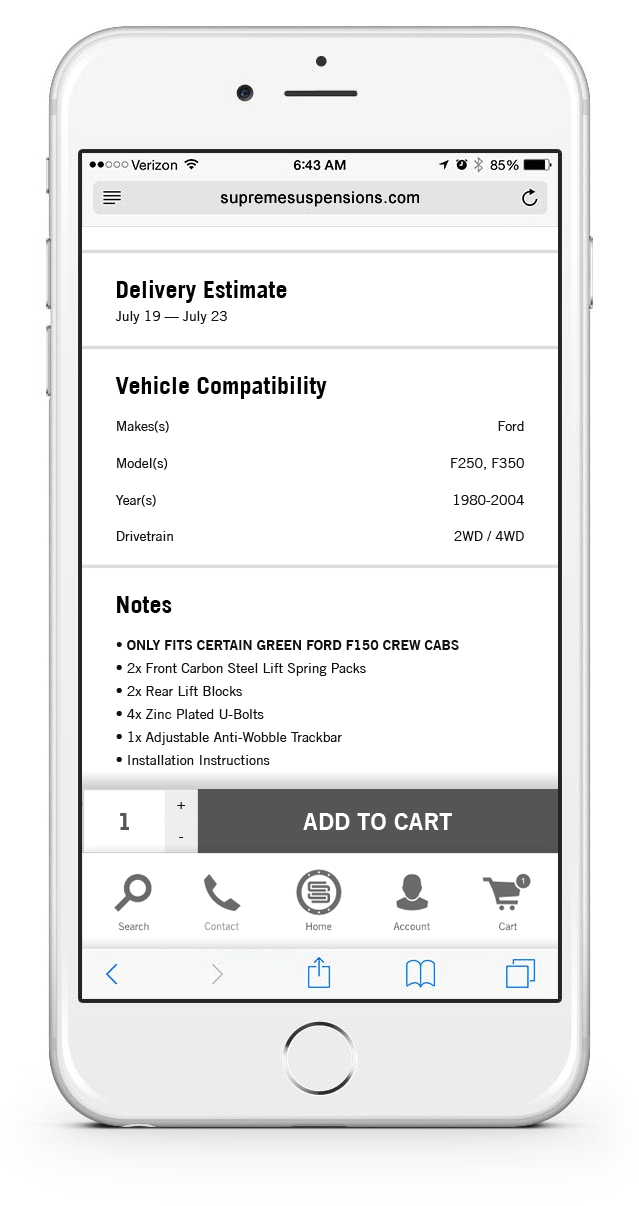 Verizon 6:43 AM 85%
supremesuspensions.com
Delivery Estimate
July 19 — July 23
Vehicle Compatibility
Makes(s) Ford
Model(s) F250, F350
Year(s) 1980-2004
Drivetrain 2WD / 4WD
Notes
• ONLY FITS CERTAIN GREEN FORD F150 CREW CABS
• 2x Front Carbon Steel Lift Spring Packs
• 2x Rear Lift Blocks
• 4x Zinc Plated U-Bolts
• 1x Adjustable Anti-Wobble Trackbar
• Installation Instructions
1 + - ADD TO CART
1
Search Contact Home Account Cart